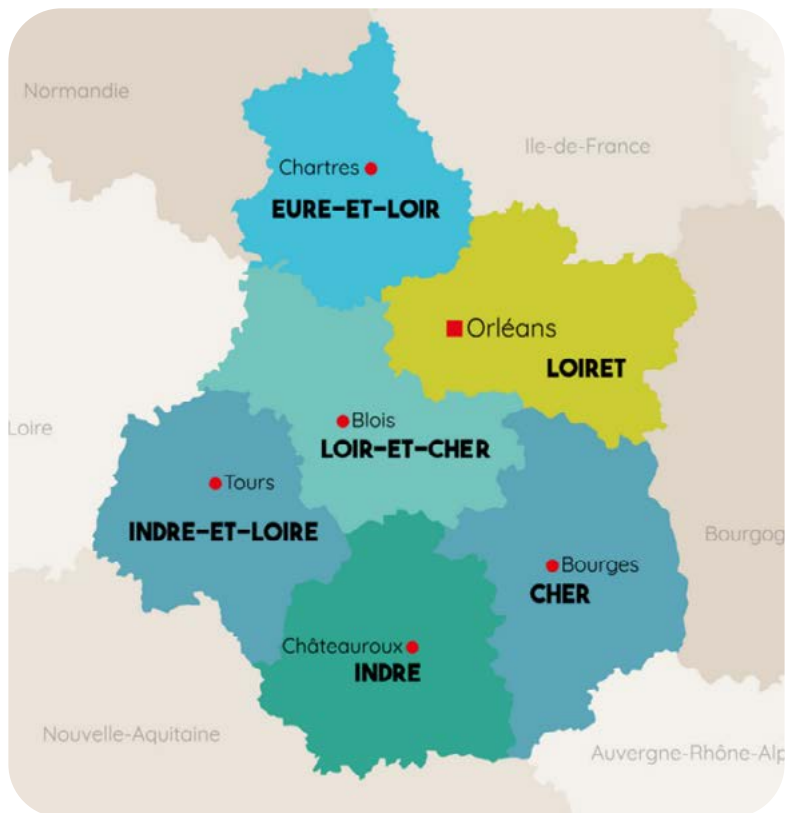 Normandie
Ile-de-France
Chartres
EURE-ET-LOIR
Orléans
LOIRET
Blois
Loire
LOIR-ET-CHER
Tours
INDRE-ET-LOIRE
Bourgog
Bourges
CHER
Châteauroux
INDRE
Nouvelle-Aquitaine
Auvergne-Rhône-Alp